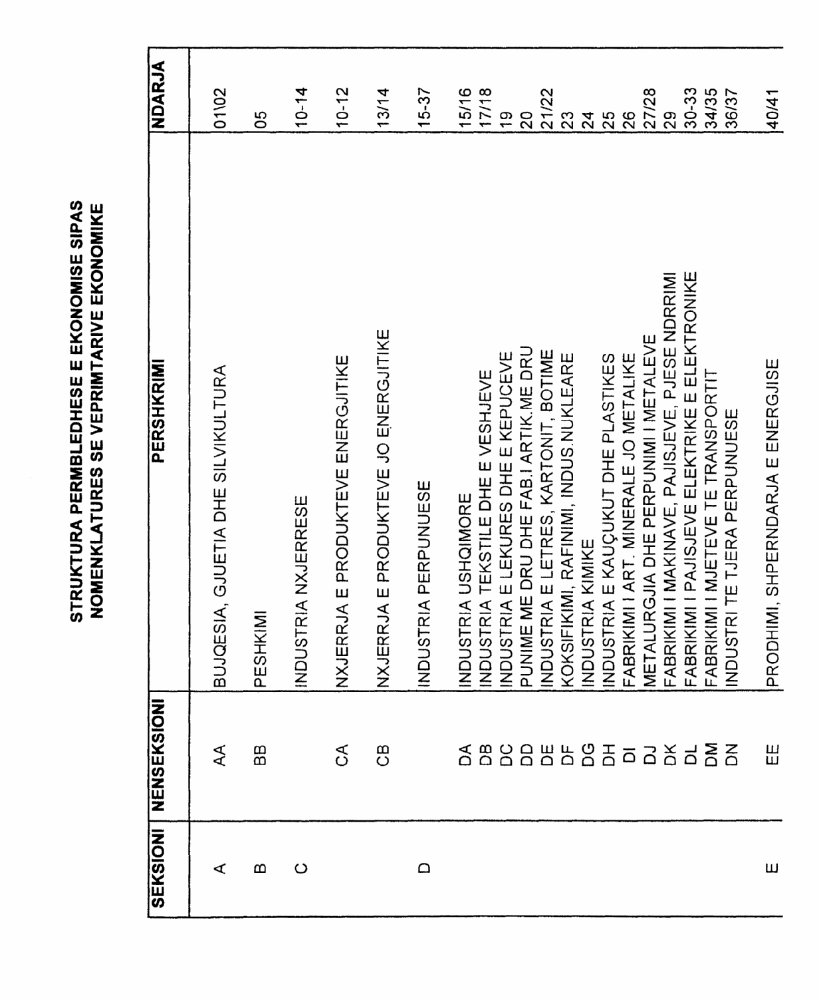 STRUKTURA PERMBLEDHESE E EKONOMISE SIPAS
NOMENKLATURES SE VEPRIMTARIVE EKONOMIKE
SEKSIONI NENSEKSIONI PERSHKRIMI NDARJA
A AA BUJQESIA, GJUETIA DHE SILVIKULTURA 01\02
B BB PESHKIMI 05
C INDUSTRIA NXJERRESE 10-14
CA NXJERRJA E PRODUKTEVE ENERGJITIKE 10-12
CB NXJERRJA E PRODUKTEVE JO ENERGJITIKE 13/14
D INDUSTRIA PERPUNUESE 15-37
DA INDUSTRIA USHQIMORE 15/16
DB INDUSTRIA TEKSTILE DHE E VESHJEVE 17/18
DC INDUSTRIA E LEKURES DHE E KEPUCEVE 19
DD PUNIME ME DRU DHE FAB.I ARTIK.ME DRU 20
DE INDUSTRIA E LETRES, KARTONIT, BOTIME 21/22
DF KOKSIFIKIMI, RAFINIMI, INDUS.NUKLEARE 23
DG INDUSTRIA KIMIKE 24
DH INDUSTRIA E KAUÇUKUT DHE PLASTIKES 25
DI FABRIKIMI I ART. MINERALE JO METALIKE 26
DJ METALURGJIA DHE PERPUNIMI I METALEVE 27/28
DK FABRIKIMI I MAKINAVE, PAJISJEVE, PJESE NDRRIMI 29
DL FABRIKIMI I PAJISJEVE ELEKTRIKE E ELEKTRONIKE 30-33
DM FABRIKIMI I MJETEVE TE TRANSPORTIT 34/35
DN INDUSTRI TE TJERA PERPUNUESE 36/37
E EE PRODHIMI, SHPERNDARJA E ENERGJISE 40/41